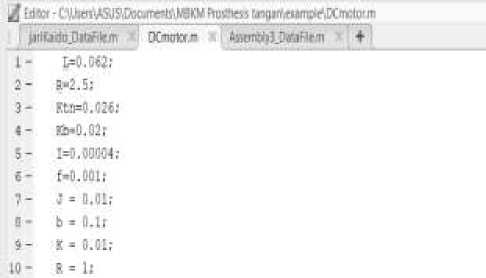 Editor - C:\Users\ASUS\Documents\MBKM Prosthesis tangan\example\DCmotor.m
jariKaido_DataFile.m × DCmotor.m × Assembly3_DataFile.m × +
1 - L=0.062;
2 - R=2.5;
3 - Ktn=0.026;
4 - Kb=0.02;
5 - I=0.00004;
6 - f=0.001;
7 - J = 0.01;
8 - b = 0.1;
9 - K = 0.01;
10 - R = 1;